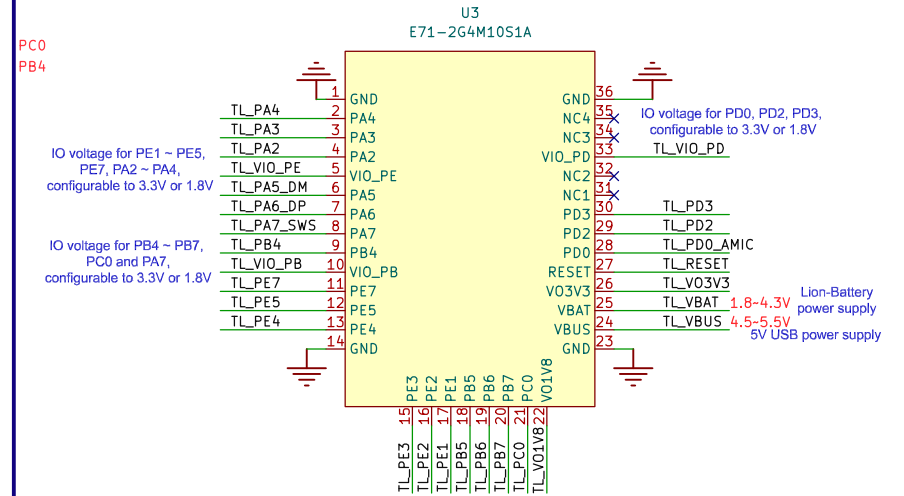 U3
E71-2G4M10S1A
PC0
PB4
1 GND
TL_PA4 2 PA4
TL_PA3 3 PA3
TL_PA2 4 PA2
TL_VIO_PE 5 VIO_PE
TL_PA5_DM 6 PA5
TL_PA6_DP 7 PA6
TL_PA7_SWS 8 PA7
TL_PB4 9 PB4
TL_VIO_PB 10 VIO_PB
TL_PE7 11 PE7
TL_PE5 12 PE5
TL_PE4 13 PE4
14 GND
IO voltage for PE1 ~ PE5,
PE7, PA2 ~ PA4,
configurable to 3.3V or 1.8V
IO voltage for PB4 ~ PB7,
PC0 and PA7,
configurable to 3.3V or 1.8V
GND 36
NC4 35
NC3 34
VIO_PD 33 TL_VIO_PD
NC2 32
NC1 31
PD3 30 TL_PD3
PD2 29 TL_PD2
PD0 28 TL_PD0_AMIC
RESET 27 TL_RESET
VO3V3 26 TL_VO3V3
VBAT 25 TL_VBAT 1.8~4.3V
VBUS 24 TL_VBUS 4.5~5.5V
GND 23
IO voltage for PD0, PD2, PD3,
configurable to 3.3V or 1.8V
Lion-Battery
power supply
5V USB power supply
PE3 15 TL_PE3
PE2 16 TL_PE2
PE1 17 TL_PE1
PB5 18 TL_PB5
PB6 19 TL_PB6
PB7 20 TL_PB7
PC0 21 TL_PC0
VO1V8 22 TL_VO1V8